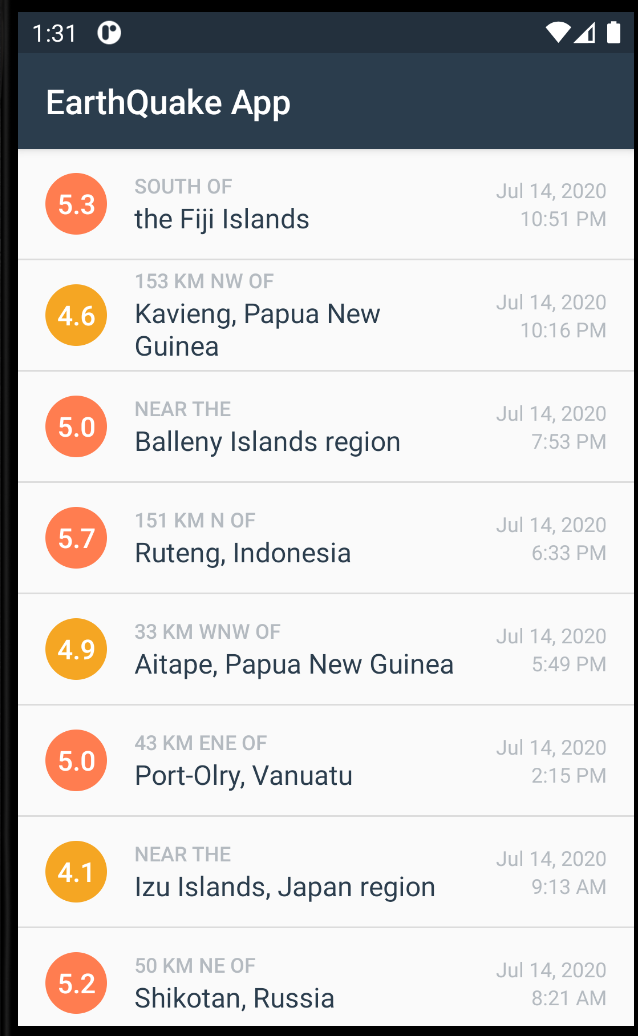 1:31
EarthQuake App
5.3
SOUTH OF
the Fiji Islands
Jul 14, 2020
10:51 PM
4.6
153 KM NW OF
Kavieng, Papua New
Guinea
Jul 14, 2020
10:16 PM
5.0
NEAR THE
Balleny Islands region
Jul 14, 2020
7:53 PM
5.7
151 KM N OF
Ruteng, Indonesia
Jul 14, 2020
6:33 PM
4.9
33 KM WNW OF
Aitape, Papua New Guinea
Jul 14, 2020
5:49 PM
5.0
43 KM ENE OF
Port-Olry, Vanuatu
Jul 14, 2020
2:15 PM
4.1
NEAR THE
Izu Islands, Japan region
Jul 14, 2020
9:13 AM
5.2
50 KM NE OF
Shikotan, Russia
Jul 14, 2020
8:21 AM